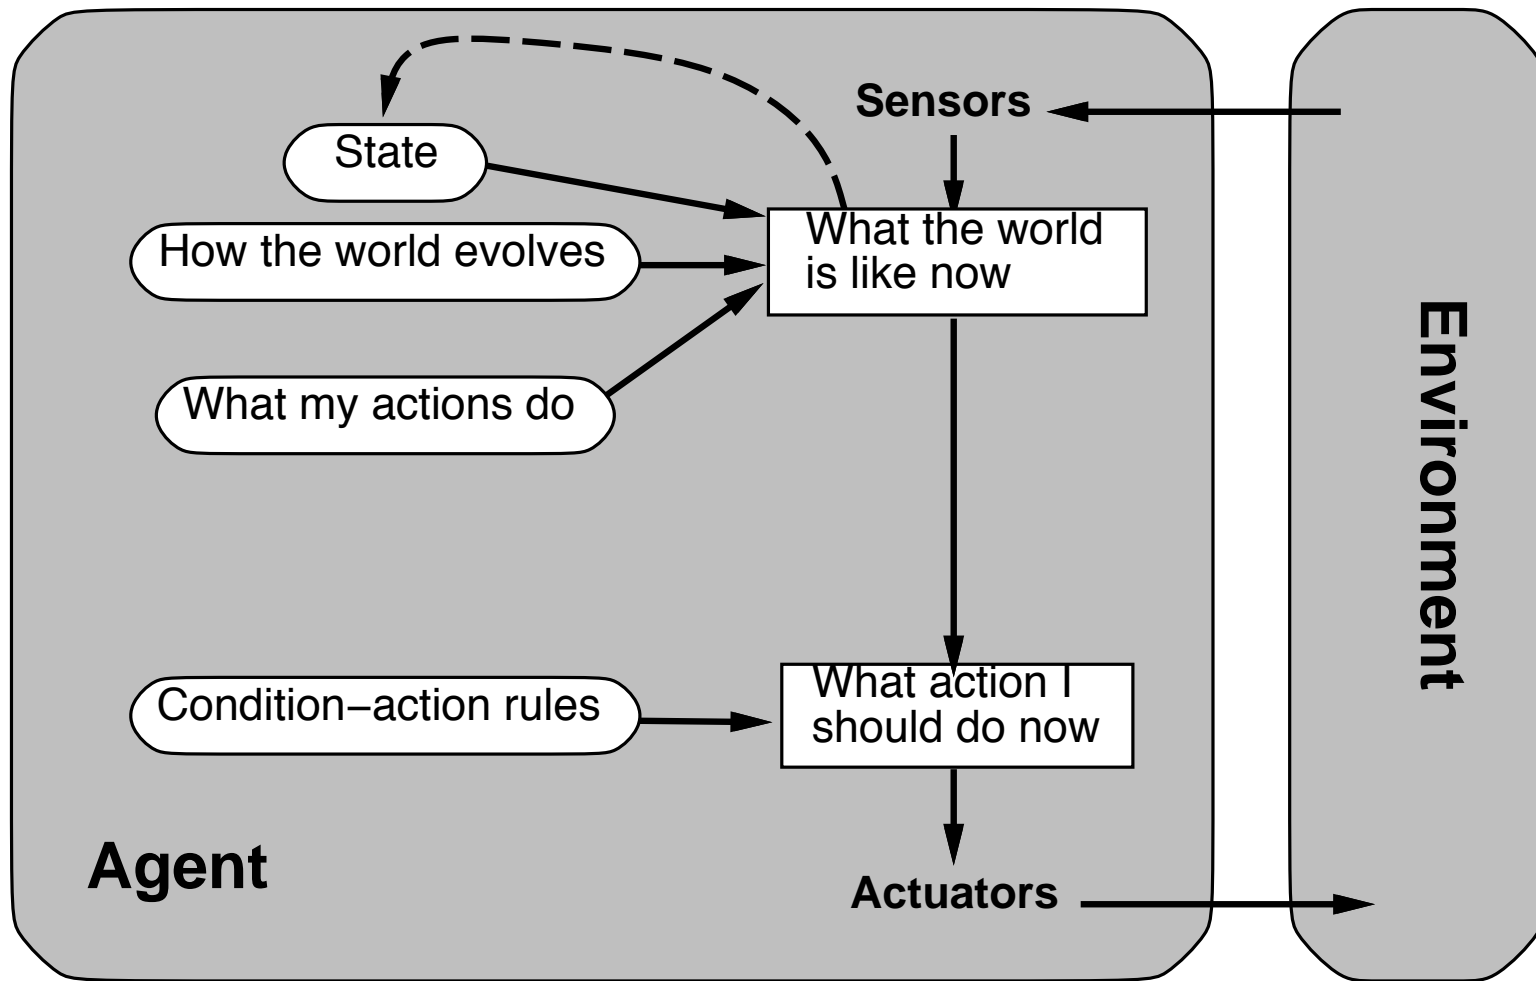 Sensors
State
What the world
is like now
How the world evolves
What my actions do
Environment
What action I
should do now
Condition−action rules
Agent
Actuators